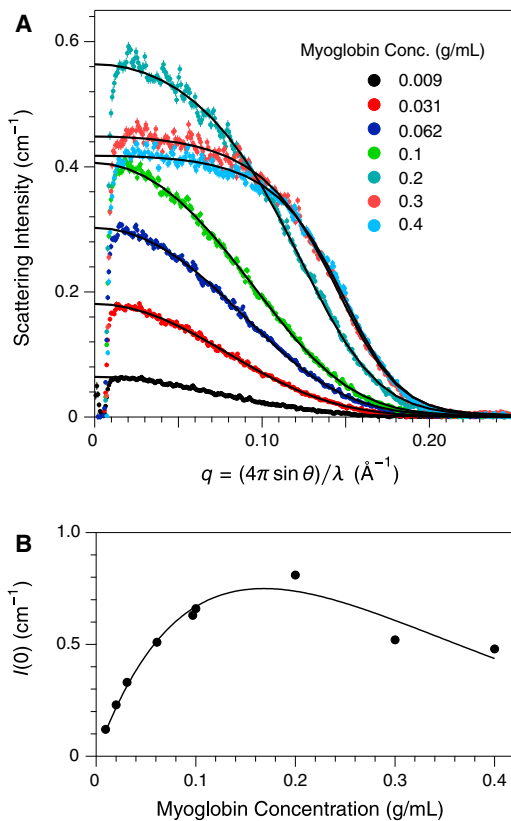 A
0.6
0.4
0.2
0
Scattering Intensity (cm⁻¹)
Myoglobin Conc. (g/mL)
0.009
0.031
0.062
0.1
0.2
0.3
0.4
0 0.10 0.20
q = (4π sin θ)/λ (Å⁻¹)
B
1.0
0.5
0
I(0) (cm⁻¹)
0 0.1 0.2 0.3 0.4
Myoglobin Concentration (g/mL)